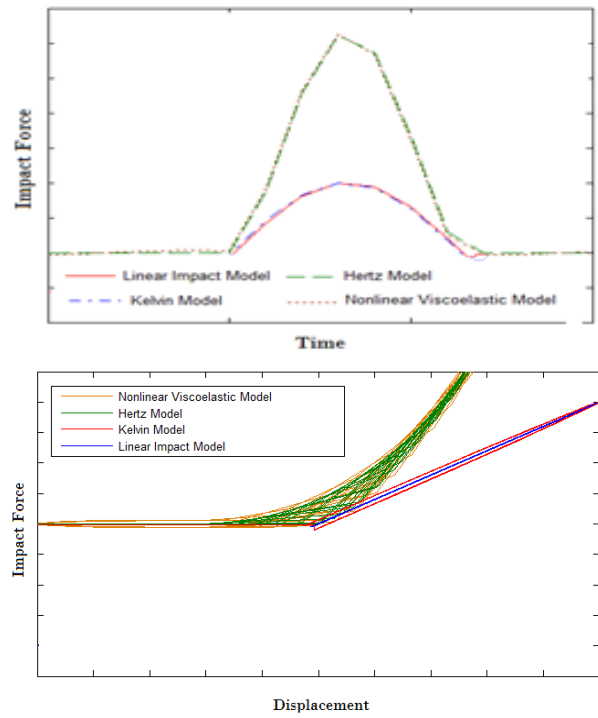 Impact Force
Linear Impact Model
Hertz Model
Kelvin Model
Nonlinear Viscoelastic Model
Time
Nonlinear Viscoelastic Model
Hertz Model
Kelvin Model
Linear Impact Model
Impact Force
Displacement